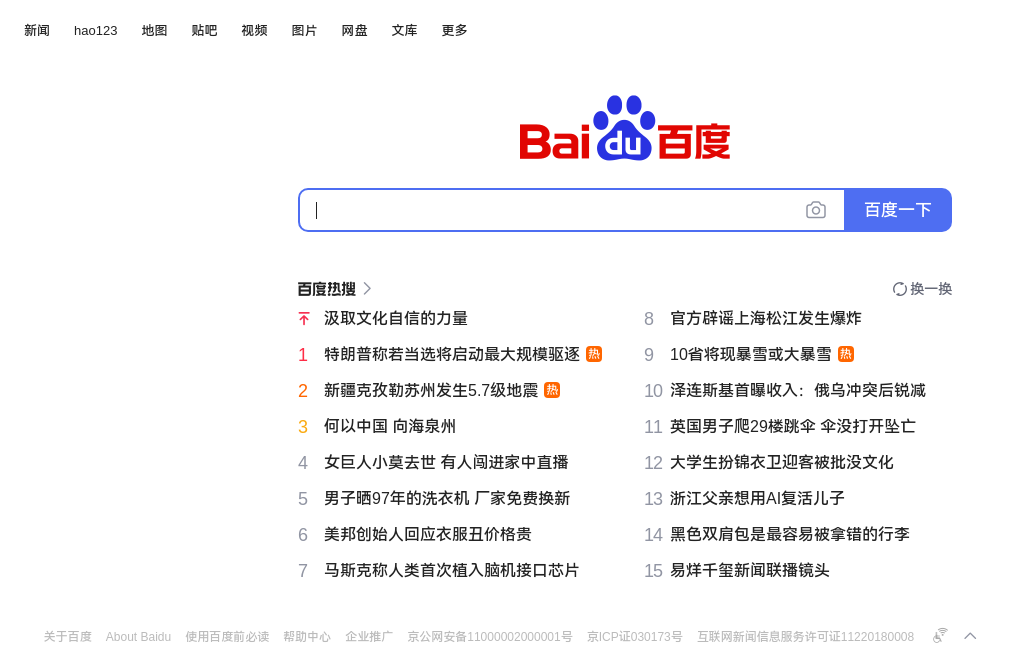 新闻 hao123 地图 贴吧 视频 图片 网盘 文库 更多
Bai du 百度
百度一下
百度热搜 换一换
汲取文化自信的力量
1 特朗普称若当选将启动最大规模驱逐 热
2 新疆克孜勒苏州发生5.7级地震 热
3 何以中国 向海泉州
4 女巨人小莫去世 有人闯进家中直播
5 男子晒97年的洗衣机 厂家免费换新
6 美邦创始人回应衣服丑价格贵
7 马斯克称人类首次植入脑机接口芯片
8 官方辟谣上海松江发生爆炸
9 10省将现暴雪或大暴雪 热
10 泽连斯基首曝收入：俄乌冲突后锐减
11 英国男子爬29楼跳伞 伞没打开坠亡
12 大学生扮锦衣卫迎客被批没文化
13 浙江父亲想用AI复活儿子
14 黑色双肩包是最容易被拿错的行李
15 易烊千玺新闻联播镜头
关于百度 About Baidu 使用百度前必读 帮助中心 企业推广 京公网安备11000002000001号 京ICP证030173号 互联网新闻信息服务许可证11220180008